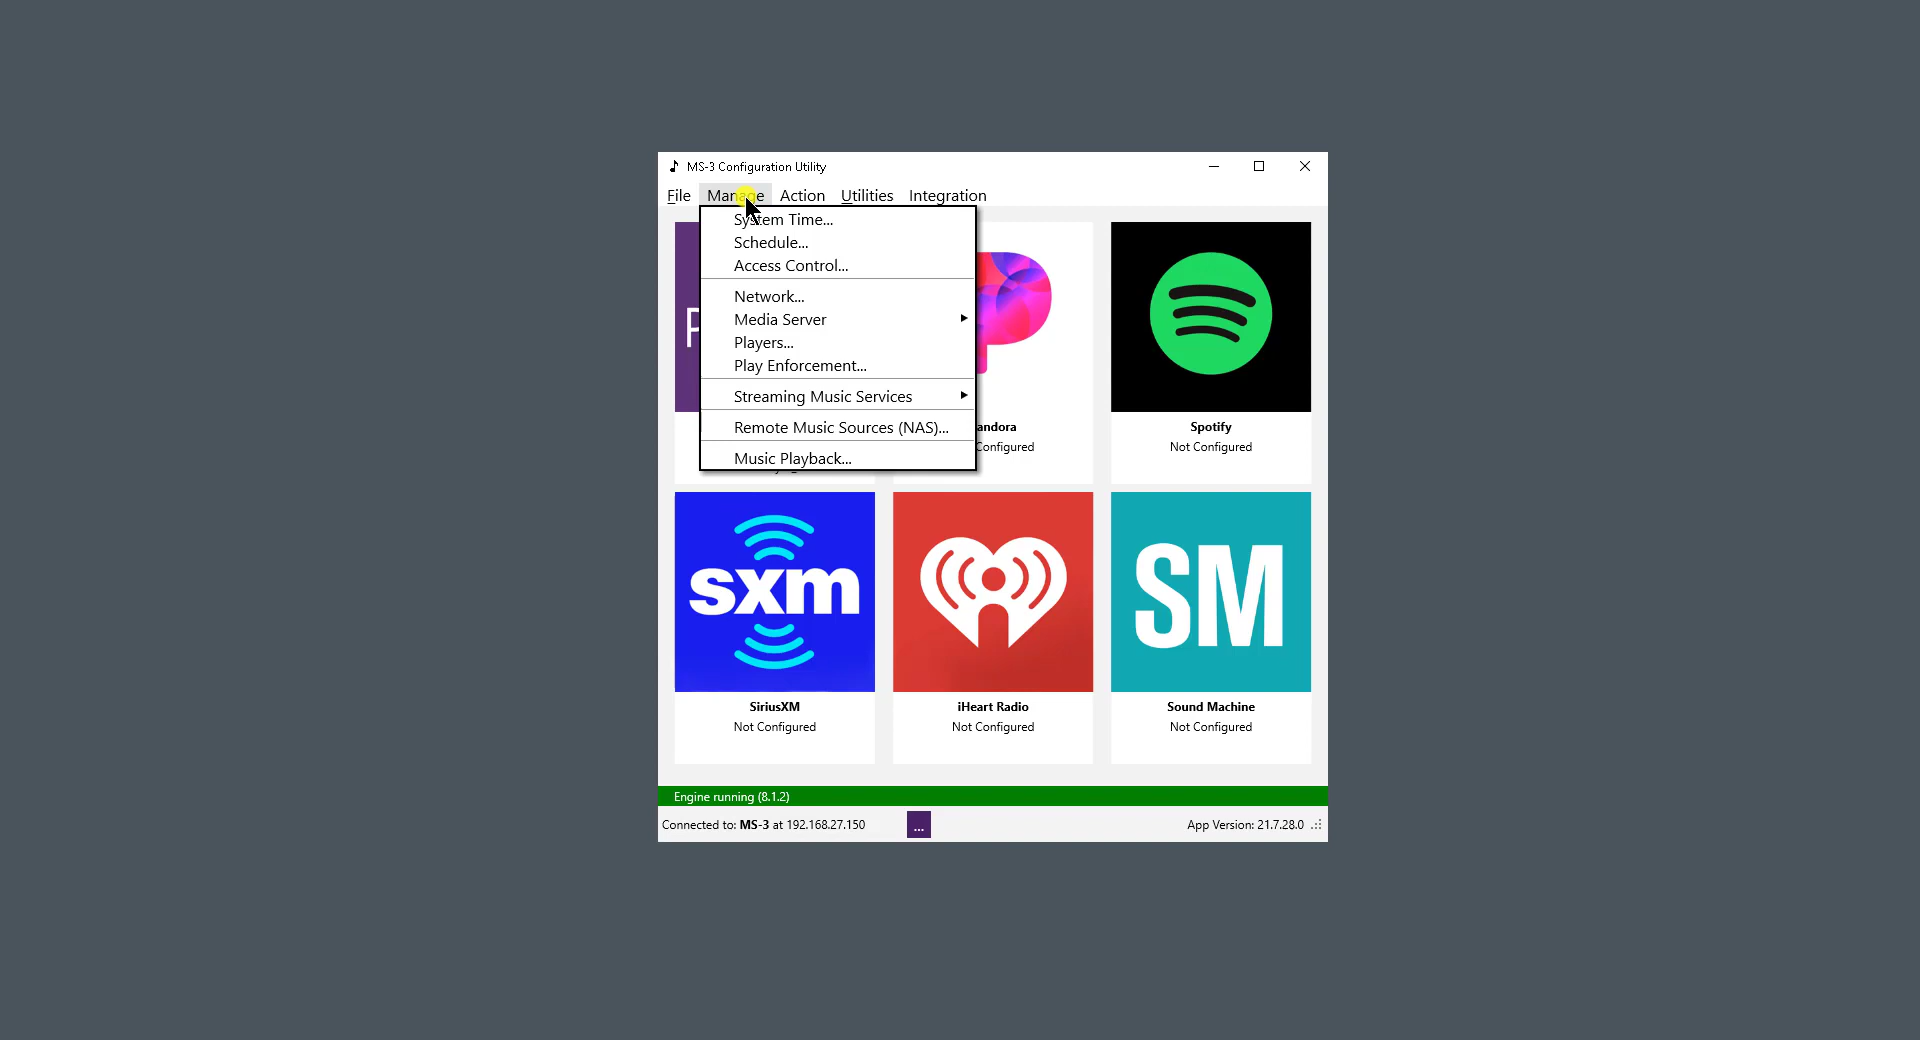 MS-3 Configuration Utility
File Manage Action Utilities Integration
System Time...
Schedule...
Access Control...
Network...
Media Server
Players...
Play Enforcement...
Streaming Music Services
Remote Music Sources (NAS)...
Music Playback...
Spotify
Not Configured
sxm
SM
SiriusXM
Not Configured
iHeart Radio
Not Configured
Sound Machine
Not Configured
Engine running (8.1.2)
Connected to: MS-3 at 192.168.27.150
...
App Version: 21.7.28.0